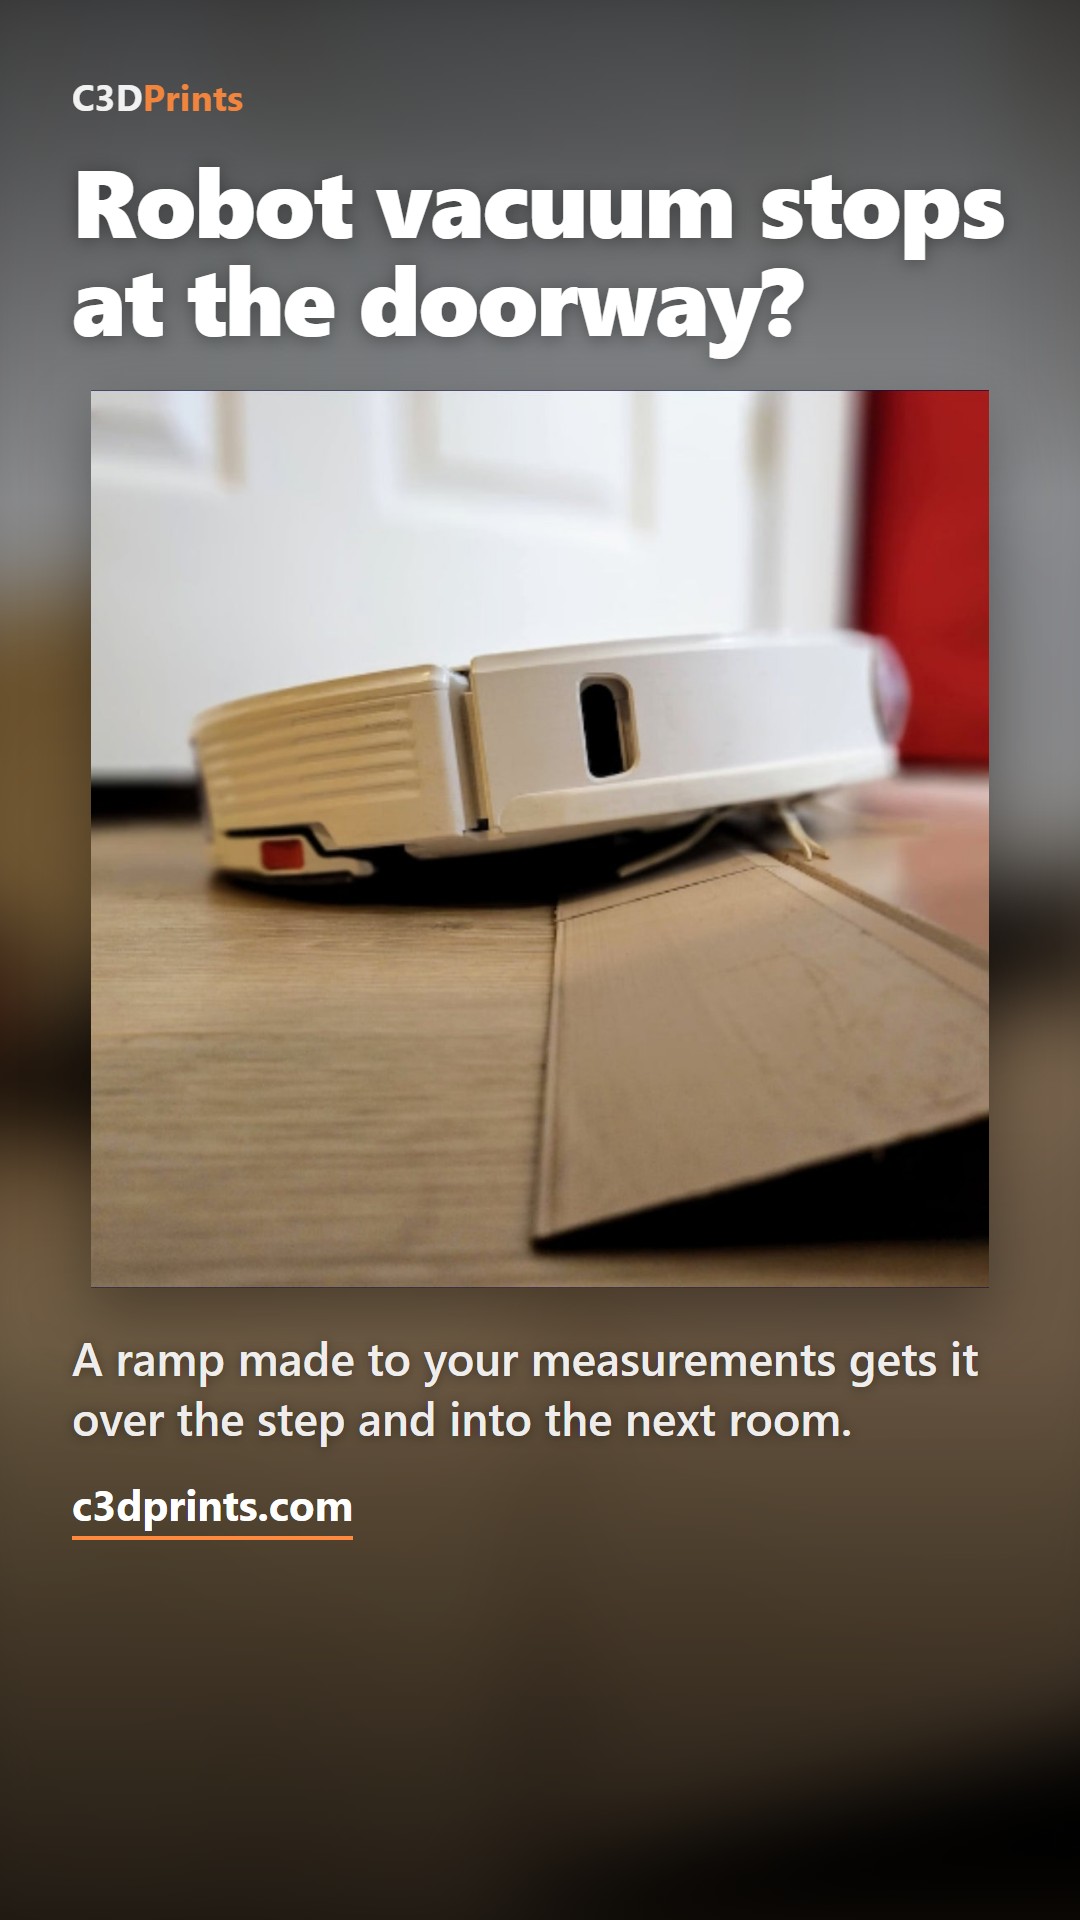 C3DPrints
Robot vacuum stops
at the doorway?
A ramp made to your measurements gets it
over the step and into the next room.
c3dprints.com